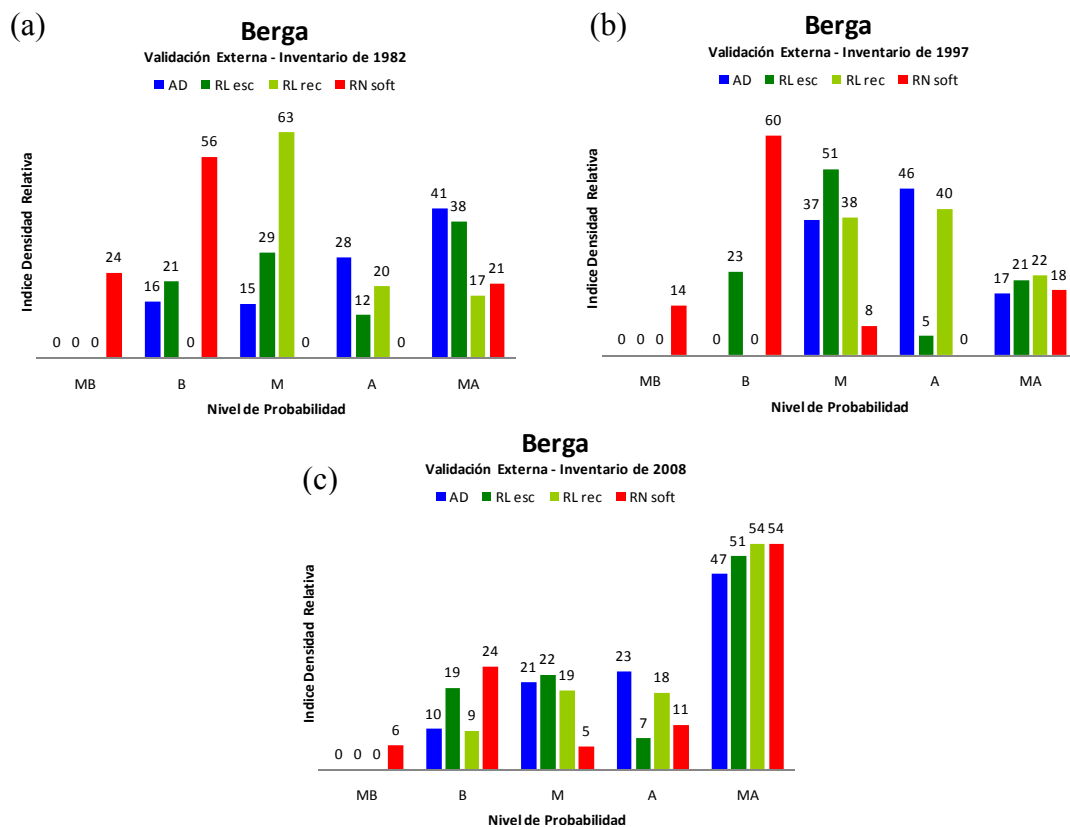 (a)
Berga
Validación Externa - Inventario de 1982
AD RL esc RL rec RN soft
Indice Densidad Relativa
0 0 0 24
16 21 0 56
15 29 63 0
28 12 20 0
41 38 17 21
MB B M A MA
Nivel de Probabilidad
(b)
Berga
Validación Externa - Inventario de 1997
AD RL esc RL rec RN soft
Indice Densidad Relativa
0 0 0 14
0 23 0 60
37 51 38 8
46 5 40 0
17 21 22 18
MB B M A MA
Nivel de Probabilidad
(c)
Berga
Validación Externa - Inventario de 2008
AD RL esc RL rec RN soft
Indice Densidad Relativa
0 0 0 6
10 19 9 24
21 22 19 5
23 7 18 11
47 51 54 54
MB B M A MA
Nivel de Probabilidad